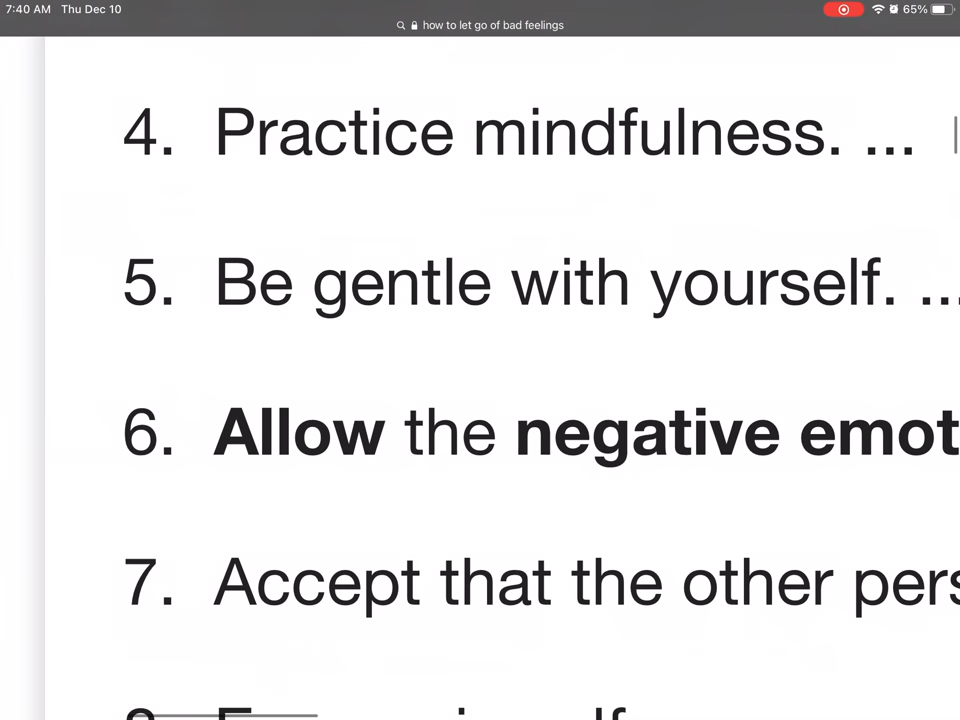 7:40 AM Thu Dec 10 65%
how to let go of bad feelings
4. Practice mindfulness. ...
5. Be gentle with yourself. ...
6. Allow the negative emot
7. Accept that the other pers